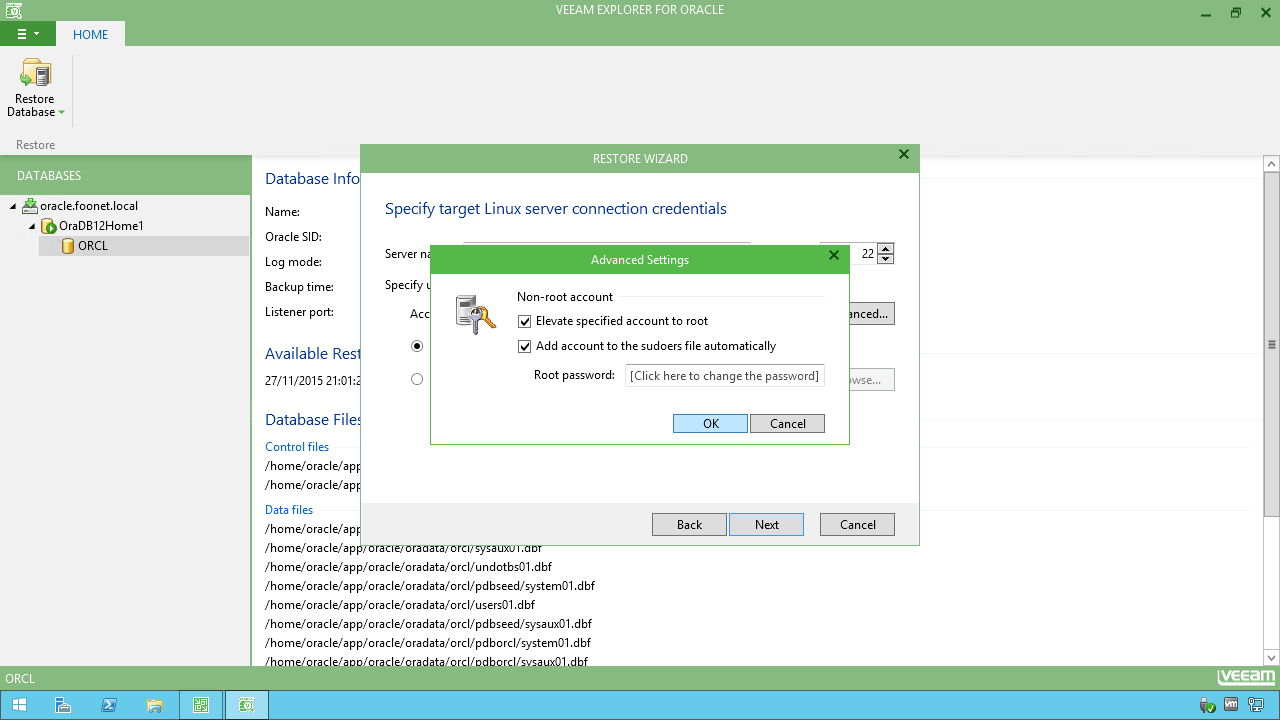 VEEAM EXPLORER FOR ORACLE
HOME
Restore
Database
Restore
DATABASES
oracle.foonet.local
OraDB12Home1
ORCL
Database Info
Name:
Oracle SID:
Log mode:
Backup time:
Listener port:
Available Rest
27/11/2015 21:01:2
Database Files
Control files
/home/oracle/app
/home/oracle/app
Data files
/home/oracle/app
/home/oracle/app/oracle/oradata/orcl/sysaux01.dbf
/home/oracle/app/oracle/oradata/orcl/undotbs01.dbf
/home/oracle/app/oracle/oradata/orcl/pdbseed/system01.dbf
/home/oracle/app/oracle/oradata/orcl/users01.dbf
/home/oracle/app/oracle/oradata/orcl/pdbseed/sysaux01.dbf
/home/oracle/app/oracle/oradata/orcl/pdborcl/system01.dbf
/home/oracle/app/oracle/oradata/orcl/pdborcl/sysaux01.dbf
RESTORE WIZARD
Specify target Linux server connection credentials
Server na
22
Specify u
Acc
anced...
owse...
Advanced Settings
Non-root account
Elevate specified account to root
Add account to the sudoers file automatically
Root password: [Click here to change the password]
OK Cancel
Back Next Cancel
ORCL
veeam
vm